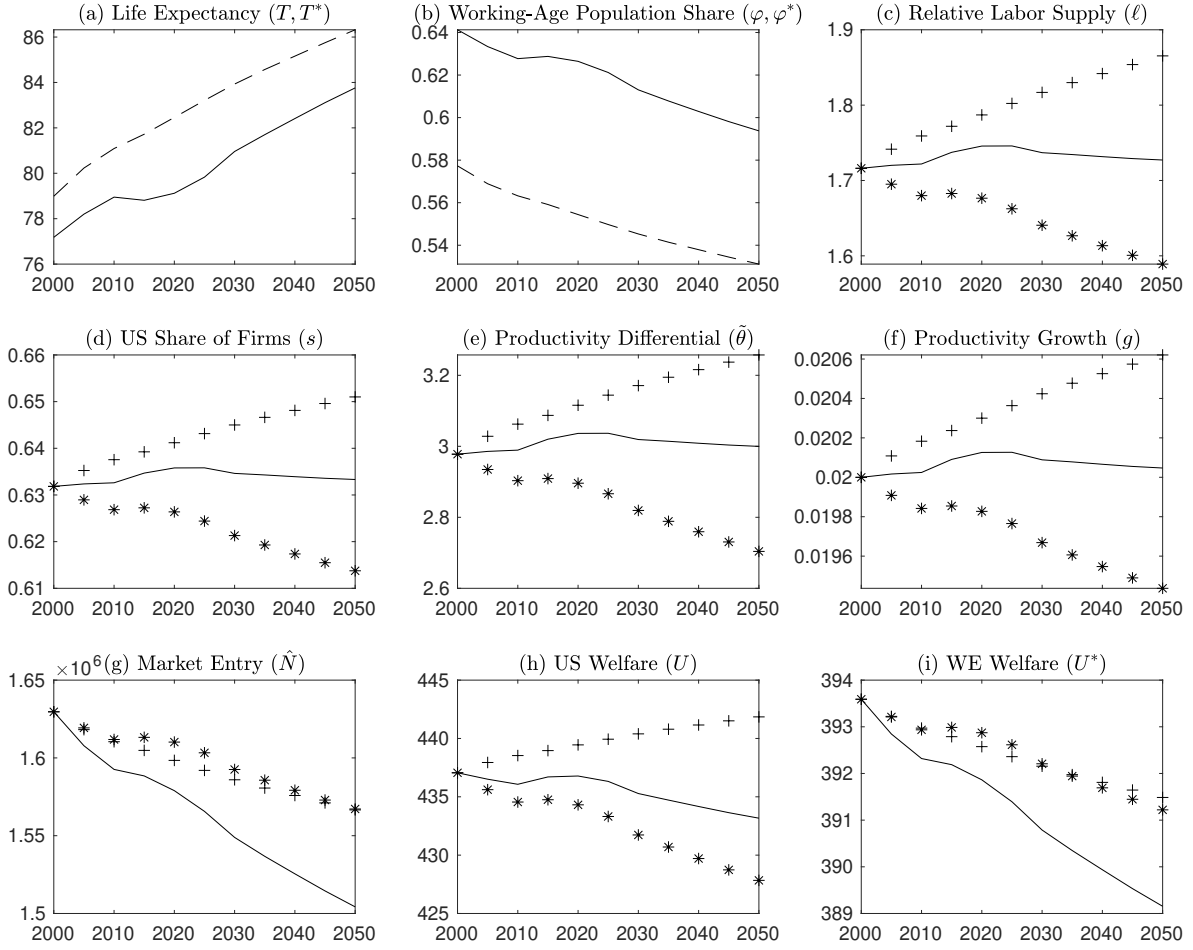 (a) Life Expectancy (T, T*)
86
84
82
80
78
76
2000 2010 2020 2030 2040 2050
(b) Working-Age Population Share (φ, φ*)
0.64
0.62
0.6
0.58
0.56
0.54
2000 2010 2020 2030 2040 2050
(c) Relative Labor Supply (ℓ)
1.9
1.8
1.7
1.6
2000 2010 2020 2030 2040 2050
(d) US Share of Firms (s)
0.66
0.65
0.64
0.63
0.62
0.61
2000 2010 2020 2030 2040 2050
(e) Productivity Differential (θ̃)
3.2
3
2.8
2.6
2000 2010 2020 2030 2040 2050
(f) Productivity Growth (g)
0.0206
0.0204
0.0202
0.02
0.0198
0.0196
2000 2010 2020 2030 2040 2050
×10⁶ (g) Market Entry (N̂)
1.65
1.6
1.55
1.5
2000 2010 2020 2030 2040 2050
(h) US Welfare (U)
445
440
435
430
425
2000 2010 2020 2030 2040 2050
(i) WE Welfare (U*)
394
393
392
391
390
389
2000 2010 2020 2030 2040 2050